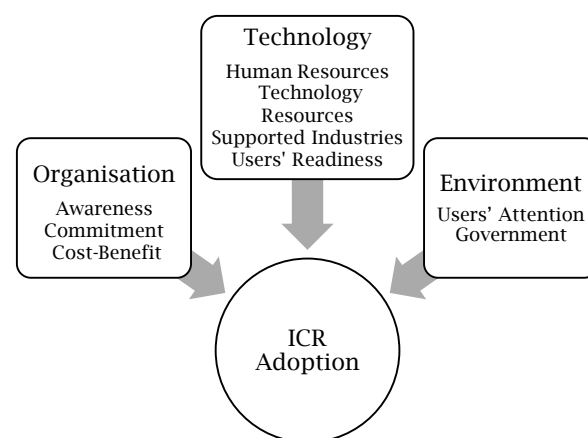 Technology
Human Resources
Technology
Resources
Supported Industries
Users' Readiness
Organisation
Awareness
Commitment
Cost-Benefit
Environment
Users’ Attention
Government
ICR
Adoption